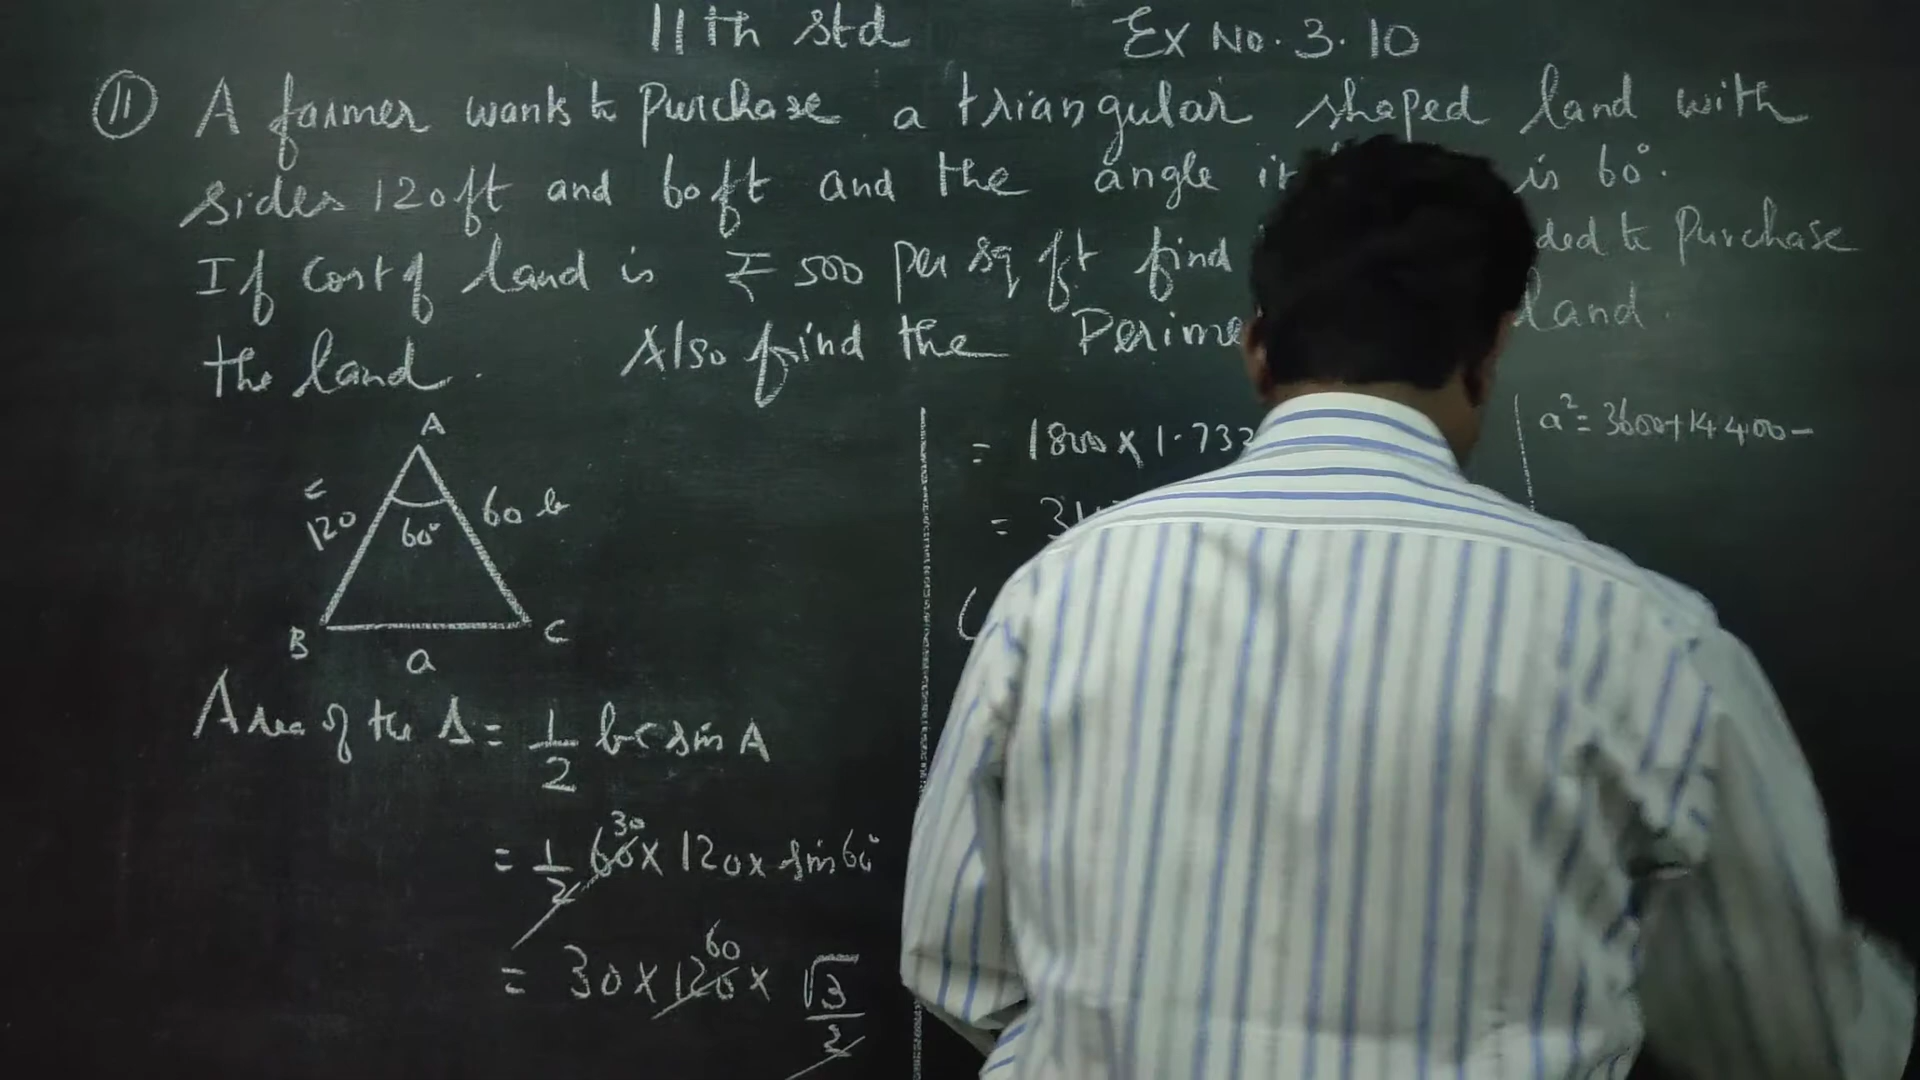 11th std Ex No. 3.10
(11) A farmer wants to purchase a triangular shaped land with
sides 120ft and 60ft and the angle is 60°.
If cost of land is ₹500 per sq ft find to purchase
the land. Also find the land.
A
c
120
60 b
60°
B
C
a
Area of the Δ = 1/2 bc sin A
= 1/2 60 30 × 120 × sin 60°
= 30 × 120 60 × √3/2
= 1800 × 1.732
=
a² = 3600 + 14400 -